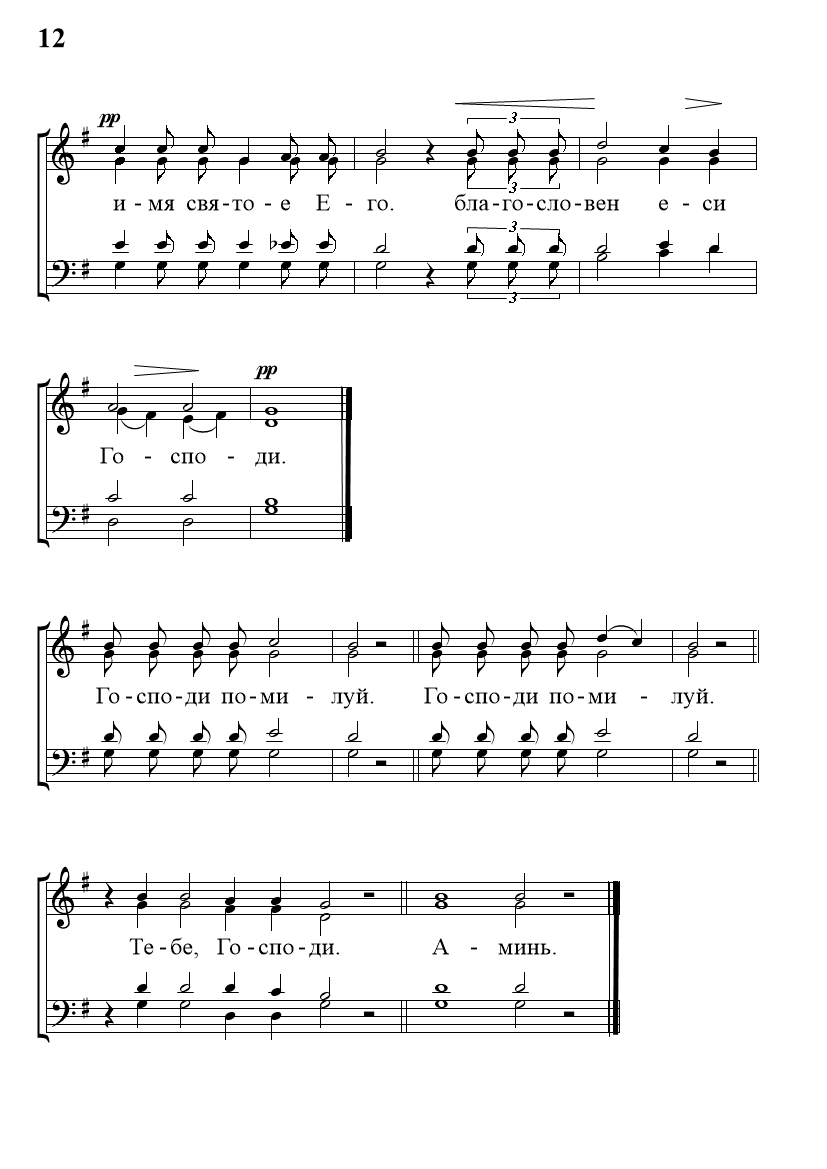 12
pp
3 3
и - мя свя - то - е Е - го. бла - го - сло - вен е - си
3
3
pp
Го - спо - ди.
Го - спо - ди по - ми - луй. Го - спо - ди по - ми - луй.
Те - бе, Го - спо - ди. А - минь.